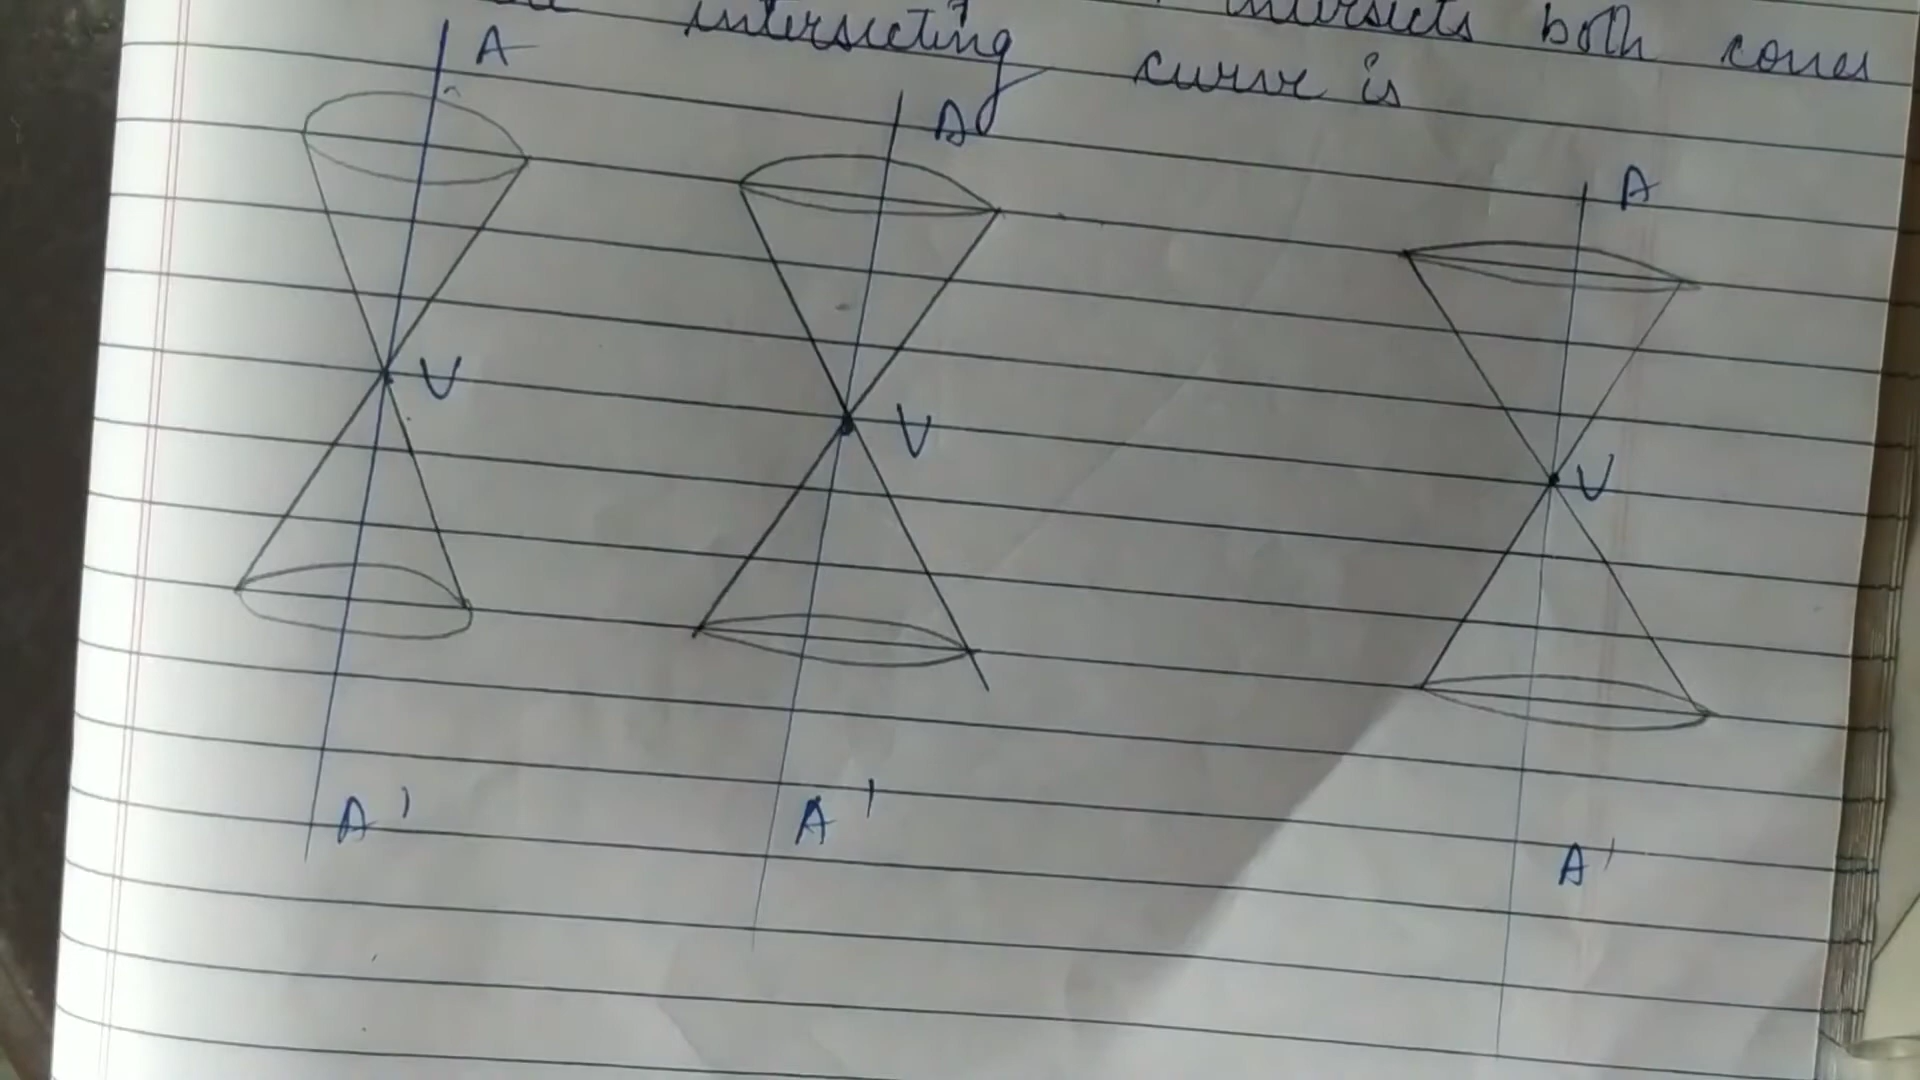 intersecting intersects both cones
curve is
A
A
A
V
V
V
A'
A'
A'